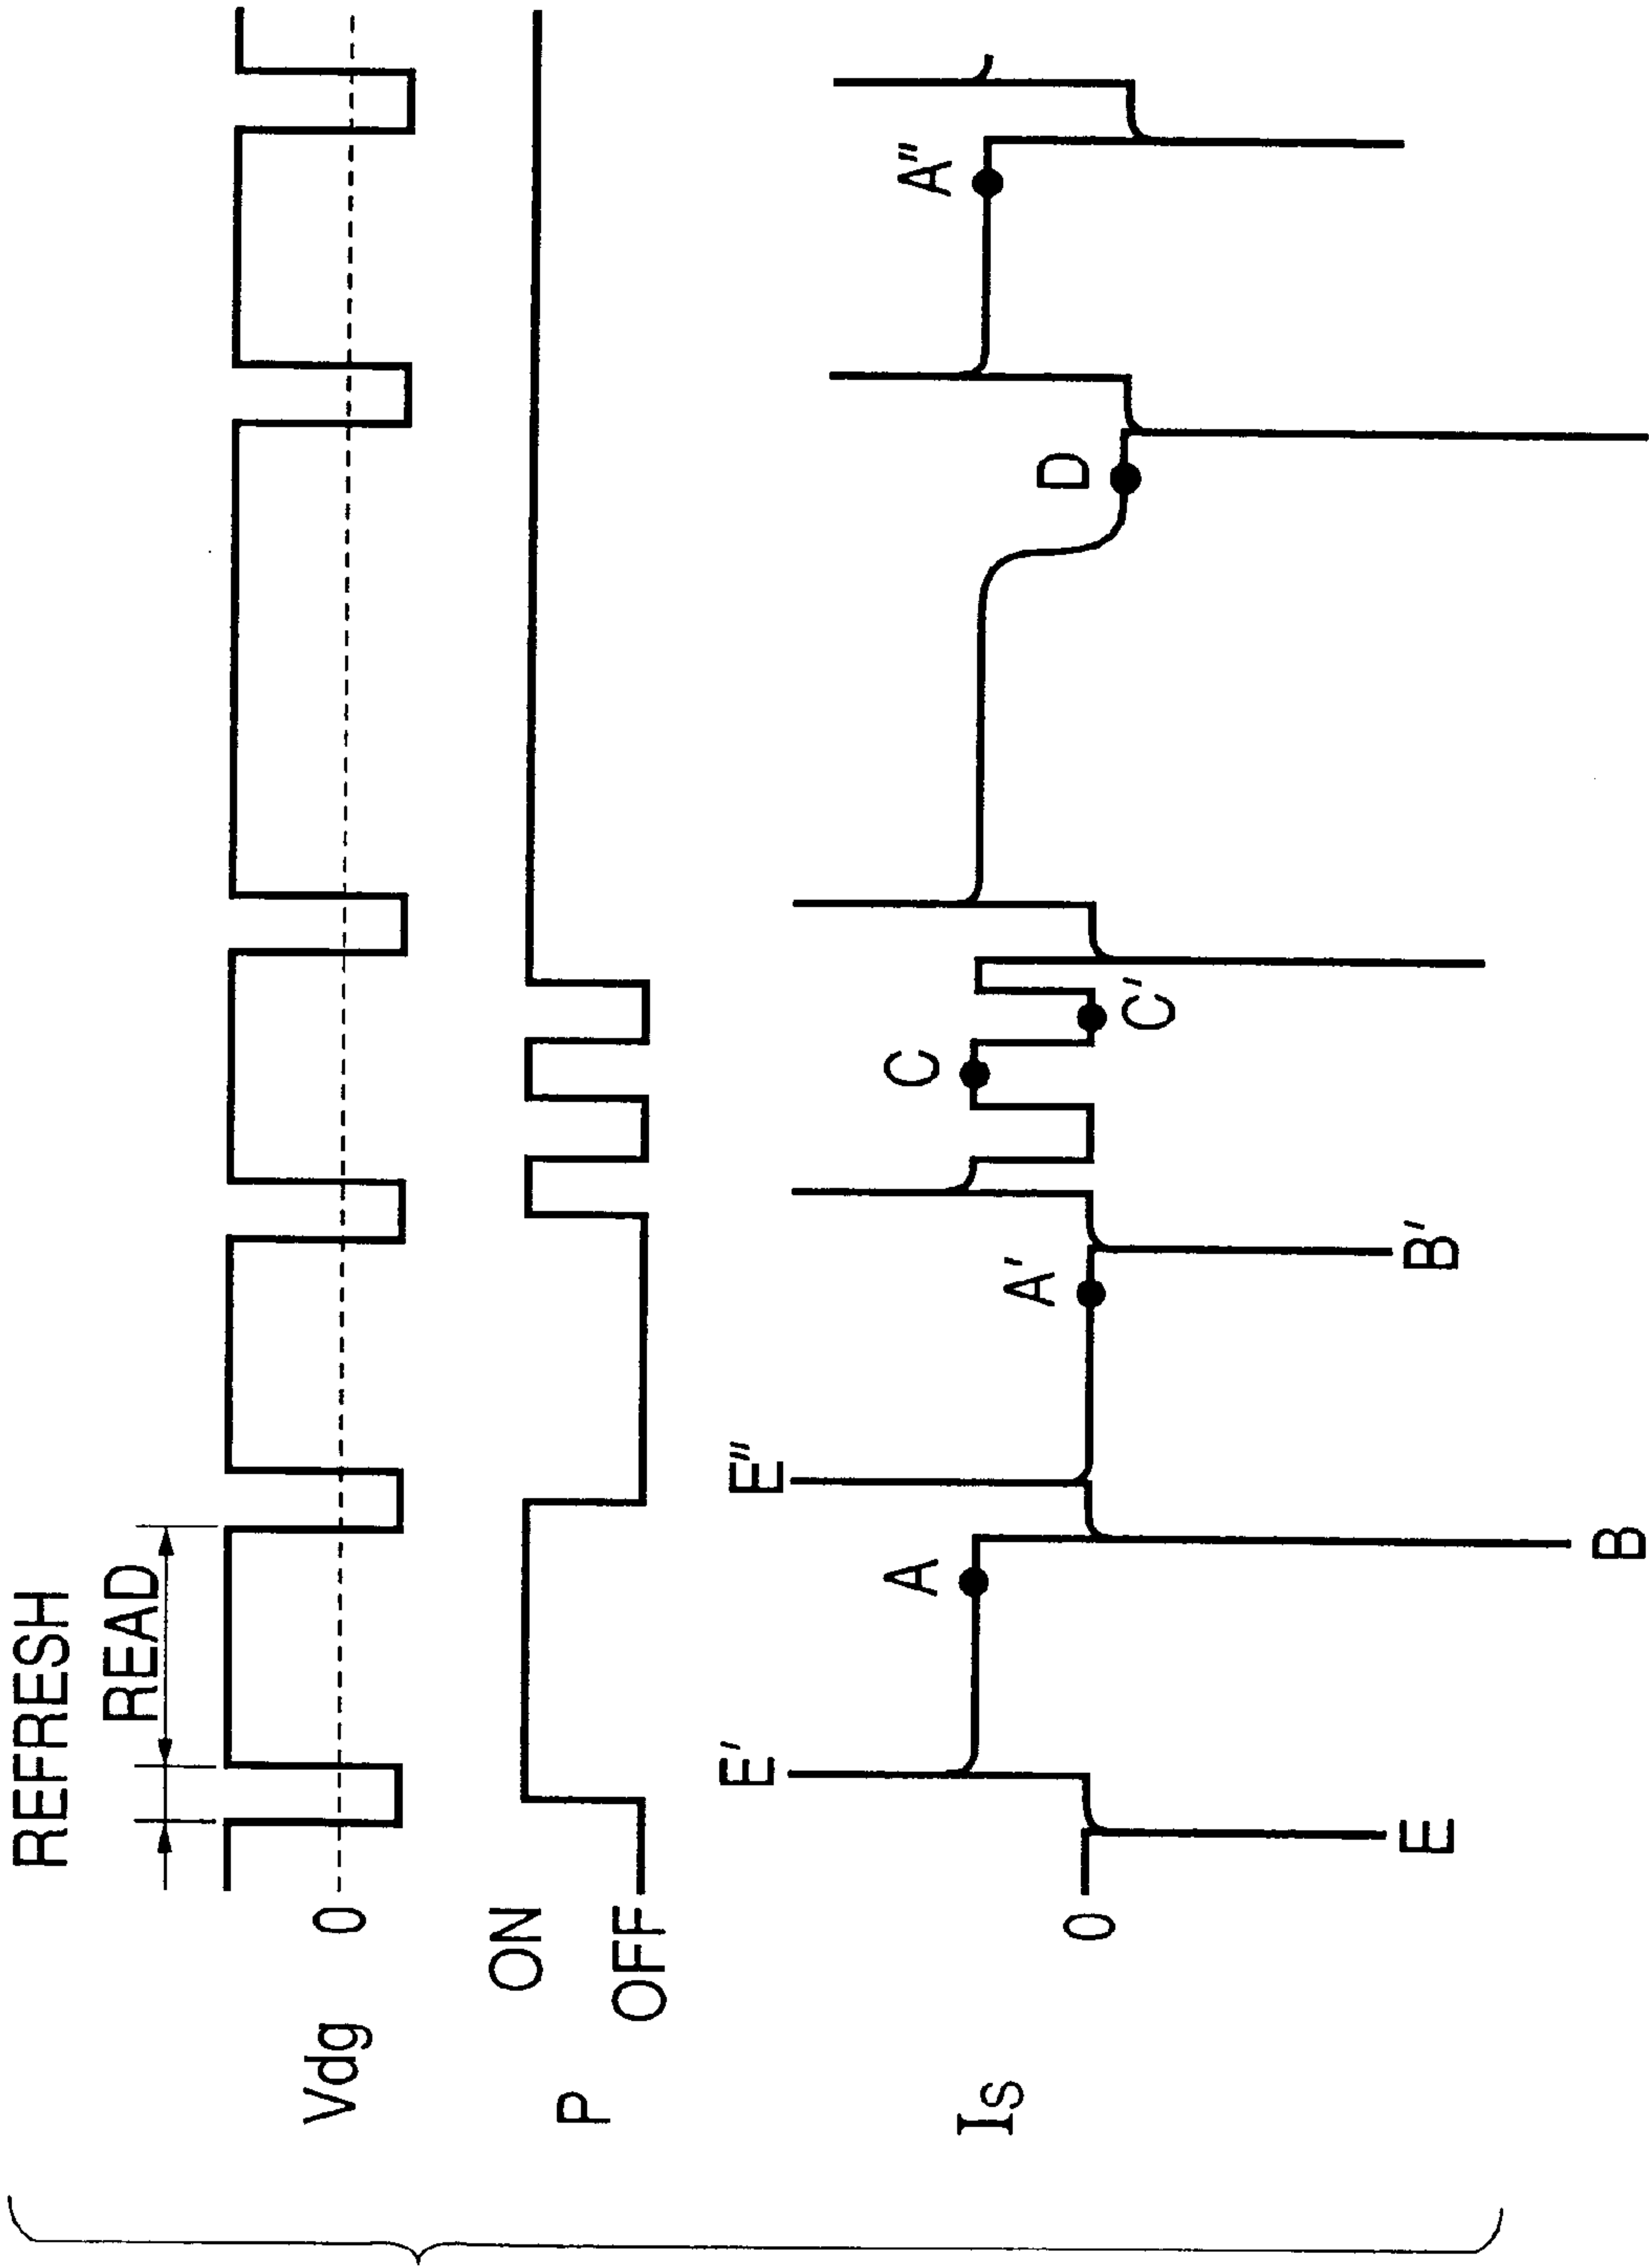 REFRESH
READ
Vdg
0
P
ON
OFF
IS
0
E
E'
A
B
E"
A'
B'
C
C'
D
A"